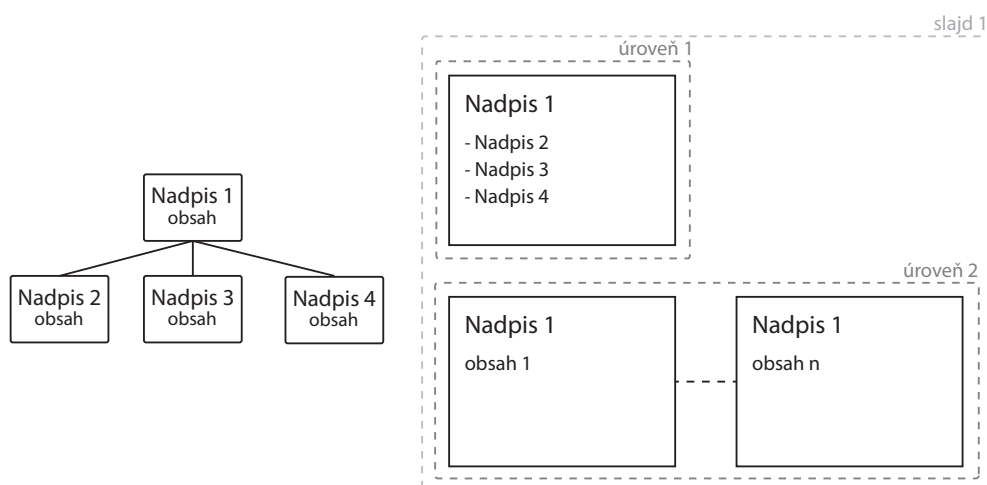 Nadpis 1
obsah
Nadpis 2
obsah
Nadpis 3
obsah
Nadpis 4
obsah
slajd 1
úroveň 1
Nadpis 1
- Nadpis 2
- Nadpis 3
- Nadpis 4
úroveň 2
Nadpis 1
obsah 1
Nadpis 1
obsah n